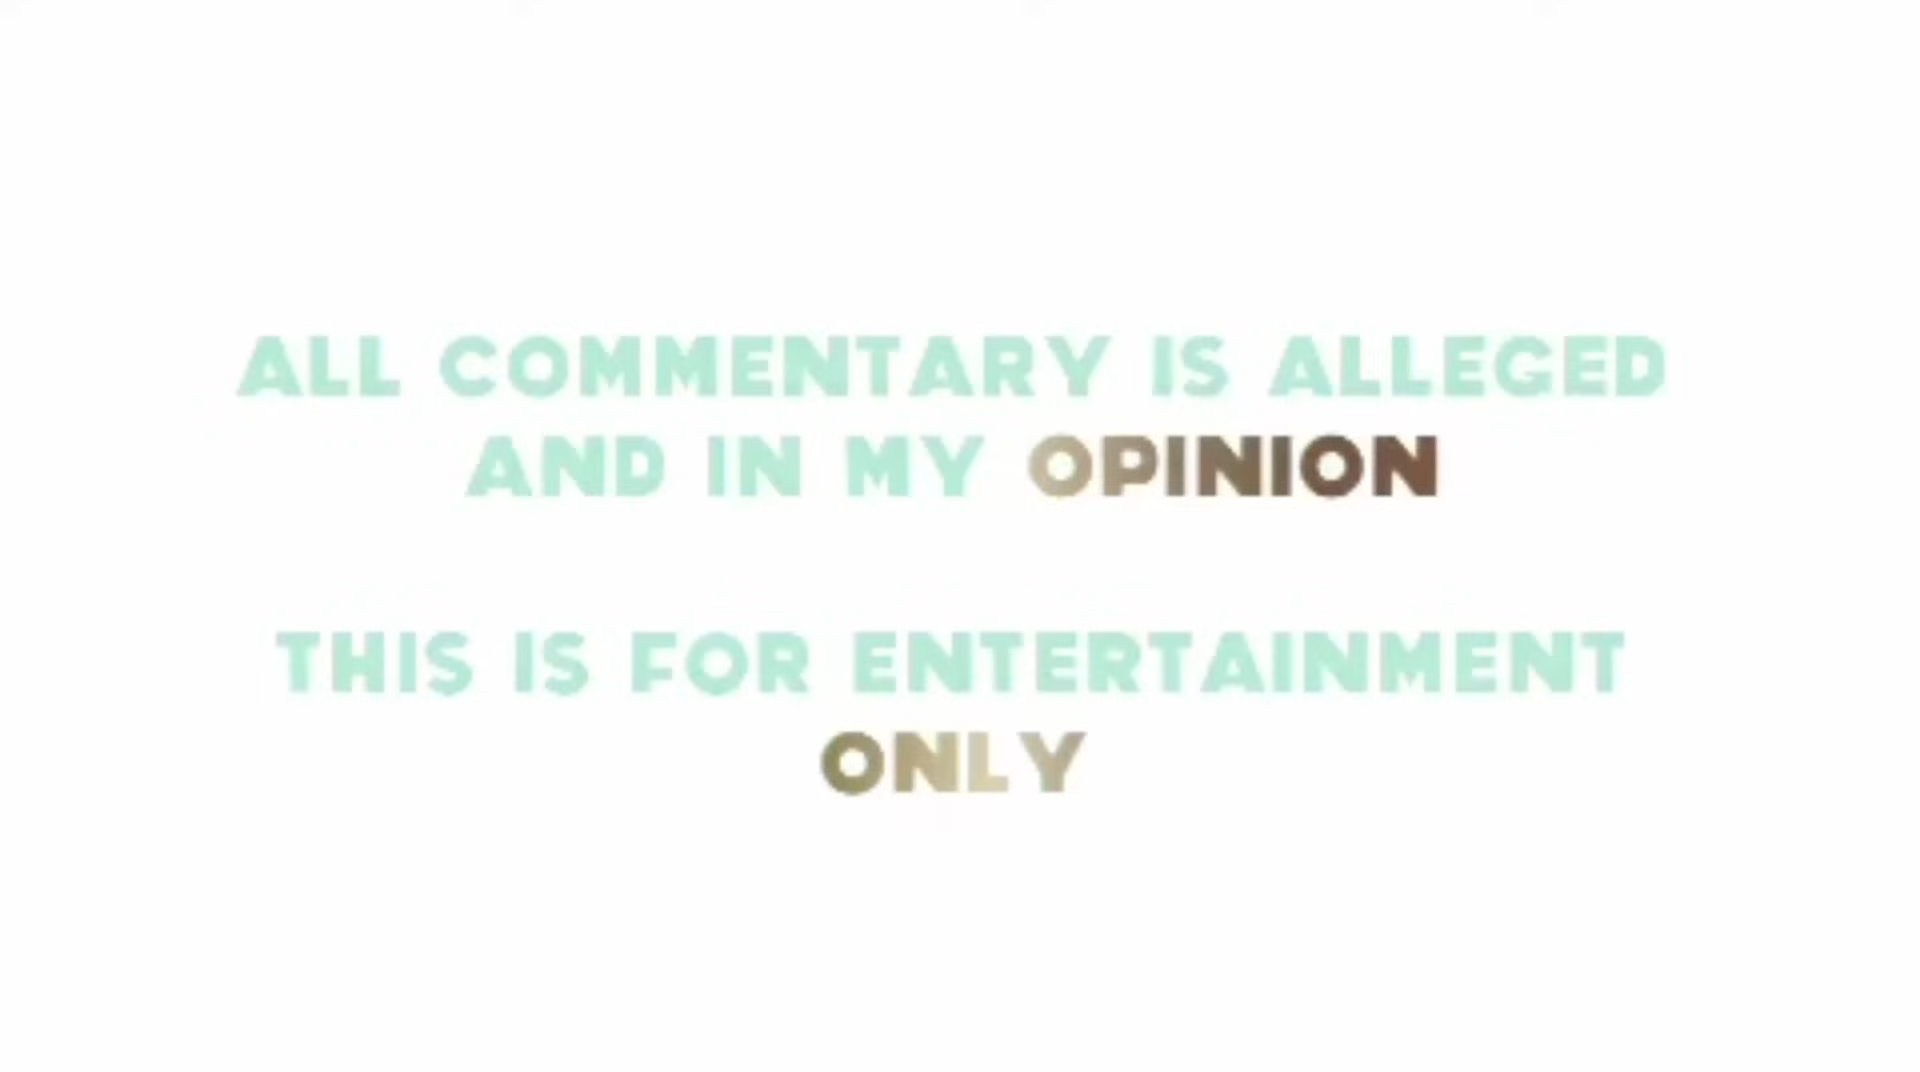 ALL COMMENTARY IS ALLEGED
AND IN MY OPINION
THIS IS FOR ENTERTAINMENT
ONLY